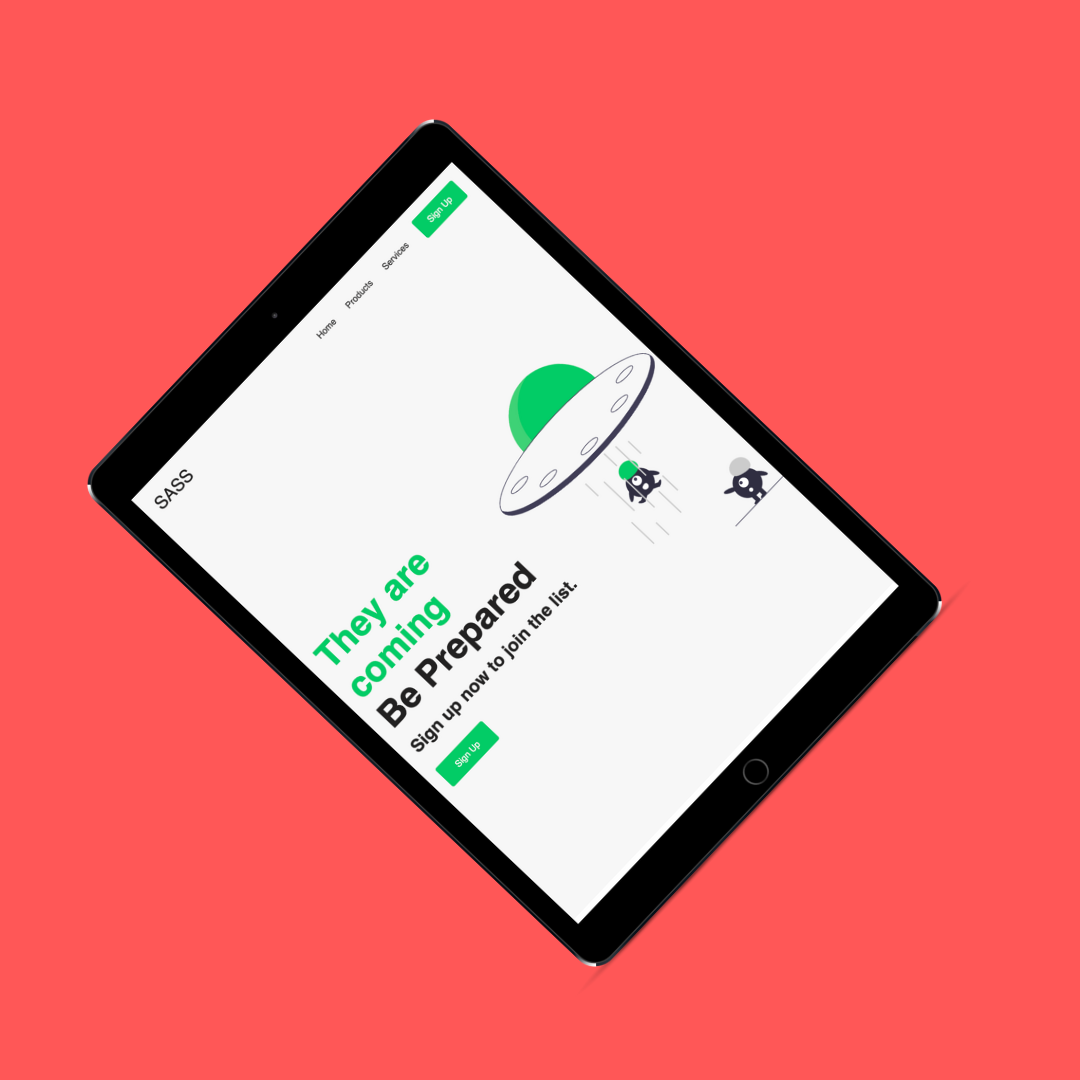 SASS
Home
Products
Services
Sign Up
They are
coming
Be Prepared
Sign up now to join the list.
Sign Up